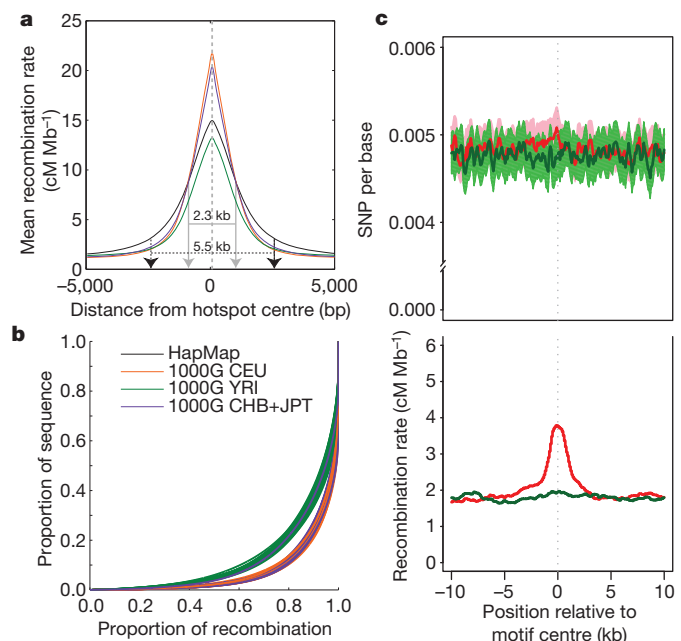 a
Mean recombination rate
(cM Mb⁻¹)
25
20
15
10
5
0
2.3 kb
5.5 kb
−5,000
0
5,000
Distance from hotspot centre (bp)
b
Proportion of sequence
1.0
0.8
0.6
0.4
0.2
0.0
HapMap
1000G CEU
1000G YRI
1000G CHB+JPT
0.0
0.2
0.4
0.6
0.8
1.0
Proportion of recombination
c
SNP per base
0.006
0.005
0.004
0.000
Recombination rate (cM Mb⁻¹)
6
5
4
3
2
1
0
−10
−5
0
5
10
Position relative to
motif centre (kb)